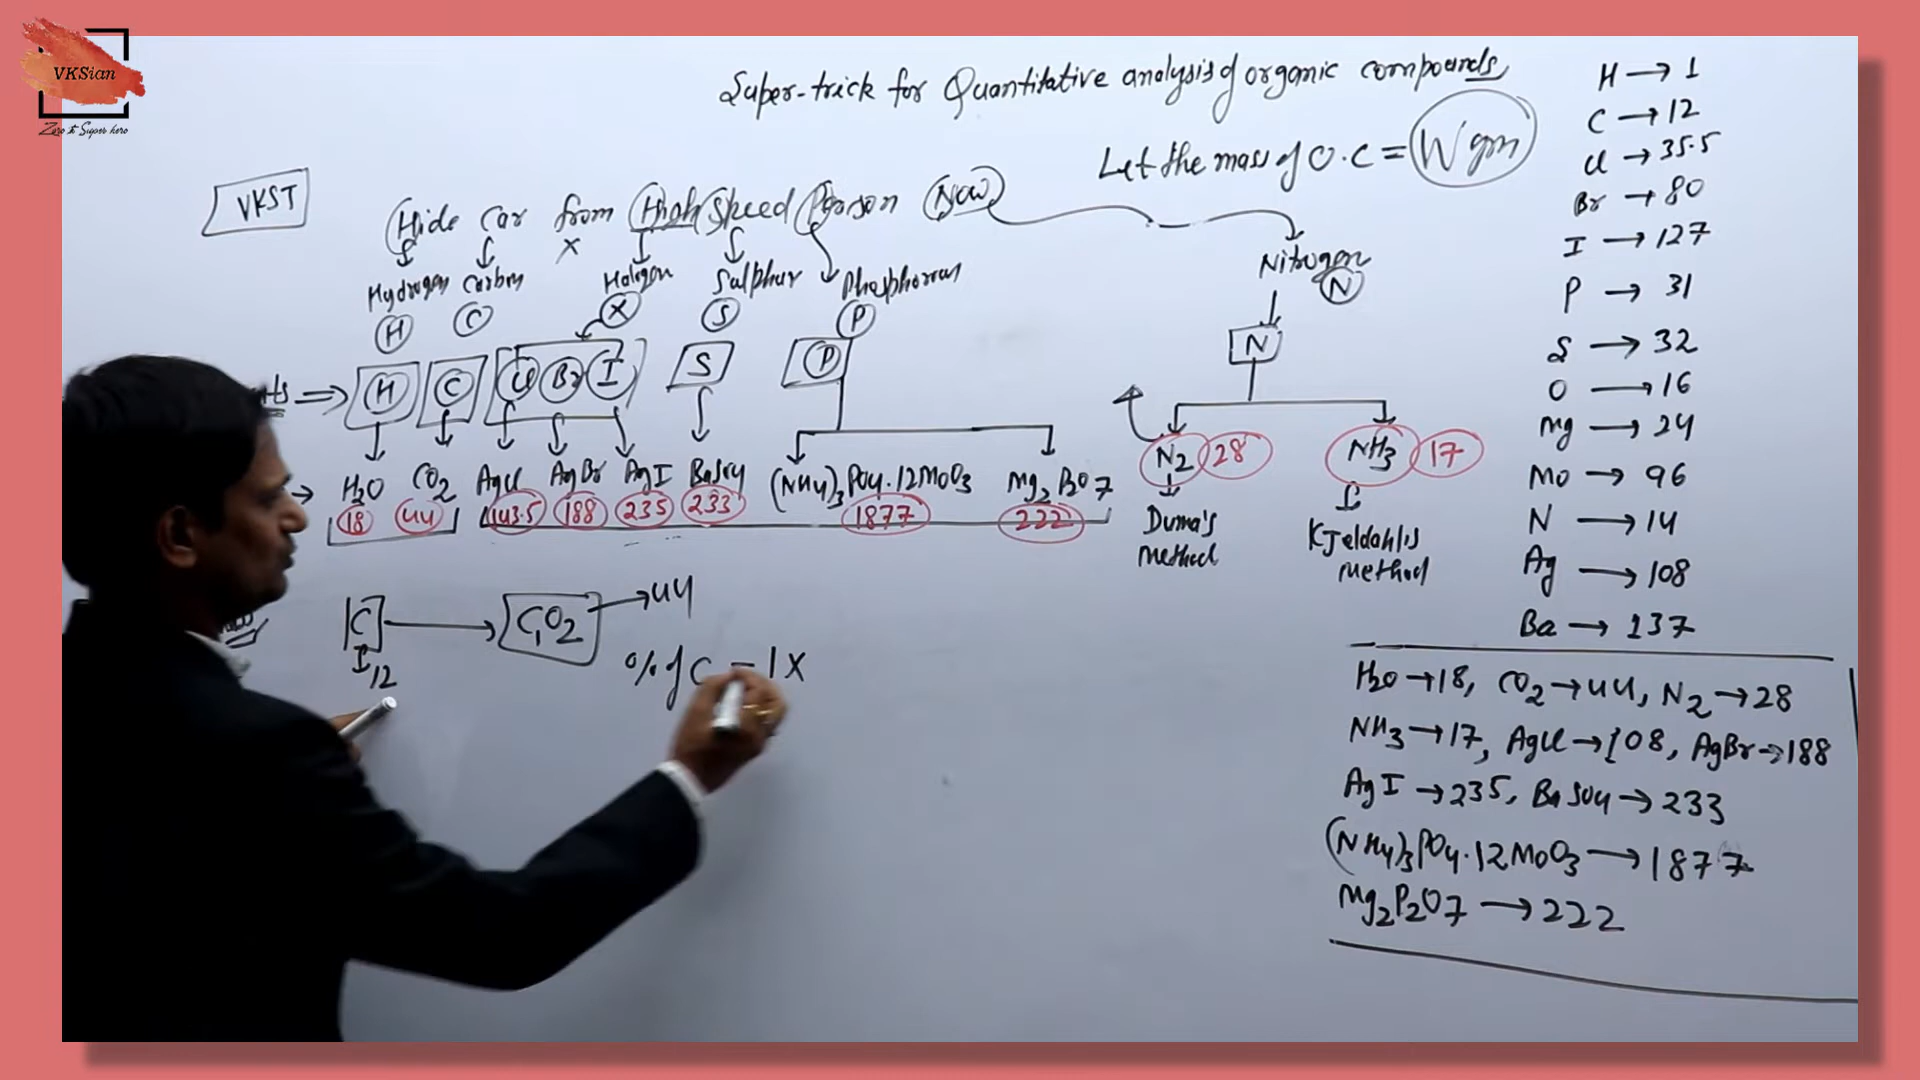 VKSian
Zero to Super hero
Super-trick for Quantitative analysis of organic compounds
Let the mass of O.C = W gm
VKST
Hide Car from High Speed Person Now
x
Hydrogen Carbon Halogen Sulphur Phosphorous Nitrogen
H C X S P N
H C Cl Br I S P N
H2O CO2 AgCl AgBr AgI BaSO4 (NH4)3PO4.12MoO3 Mg2P2O7 N2 28 NH3 17
18 44 143.5 188 235 233 1877 222
Duma's Method
Kjeldahl's method
C → C1O2 → 44
12
% of C = 1 x
H → 1
C → 12
Cl → 35.5
Br → 80
I → 127
P → 31
S → 32
O → 16
Mg → 24
Mo → 96
N → 14
Ag → 108
Ba → 137
H2O → 18, CO2 → 44, N2 → 28
NH3 → 17, AgCl → 108, AgBr → 188
AgI → 235, BaSO4 → 233
(NH4)3PO4.12MoO3 → 1877
Mg2P2O7 → 222